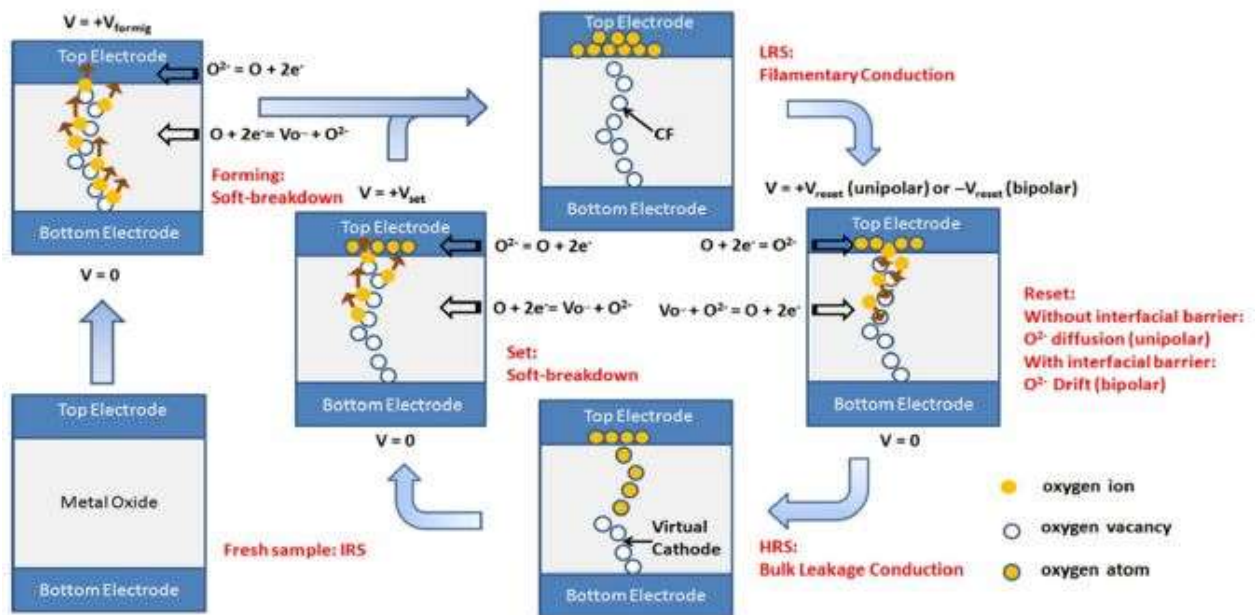 V = +Vformig
Top Electrode
O²⁻ = O + 2e⁻
O + 2e⁻= Vo·· + O²⁻
Forming:
Soft-breakdown
Bottom Electrode
V = 0
Top Electrode
CF
Bottom Electrode
LRS:
Filamentary Conduction
V = +Vset
Top Electrode
O²⁻ = O + 2e⁻
O + 2e⁻= Vo·· + O²⁻
Set:
Soft-breakdown
Bottom Electrode
V = 0
V = +Vreset (unipolar) or –Vreset (bipolar)
Top Electrode
O + 2e⁻ = O²⁻
Vo·· + O²⁻ = O + 2e⁻
Bottom Electrode
V = 0
Reset:
Without interfacial barrier:
O²⁻ diffusion (unipolar)
With interfacial barrier:
O²⁻ Drift (bipolar)
Top Electrode
Metal Oxide
Bottom Electrode
Fresh sample: IRS
Top Electrode
Virtual
Cathode
Bottom Electrode
HRS:
Bulk Leakage Conduction
oxygen ion
oxygen vacancy
oxygen atom